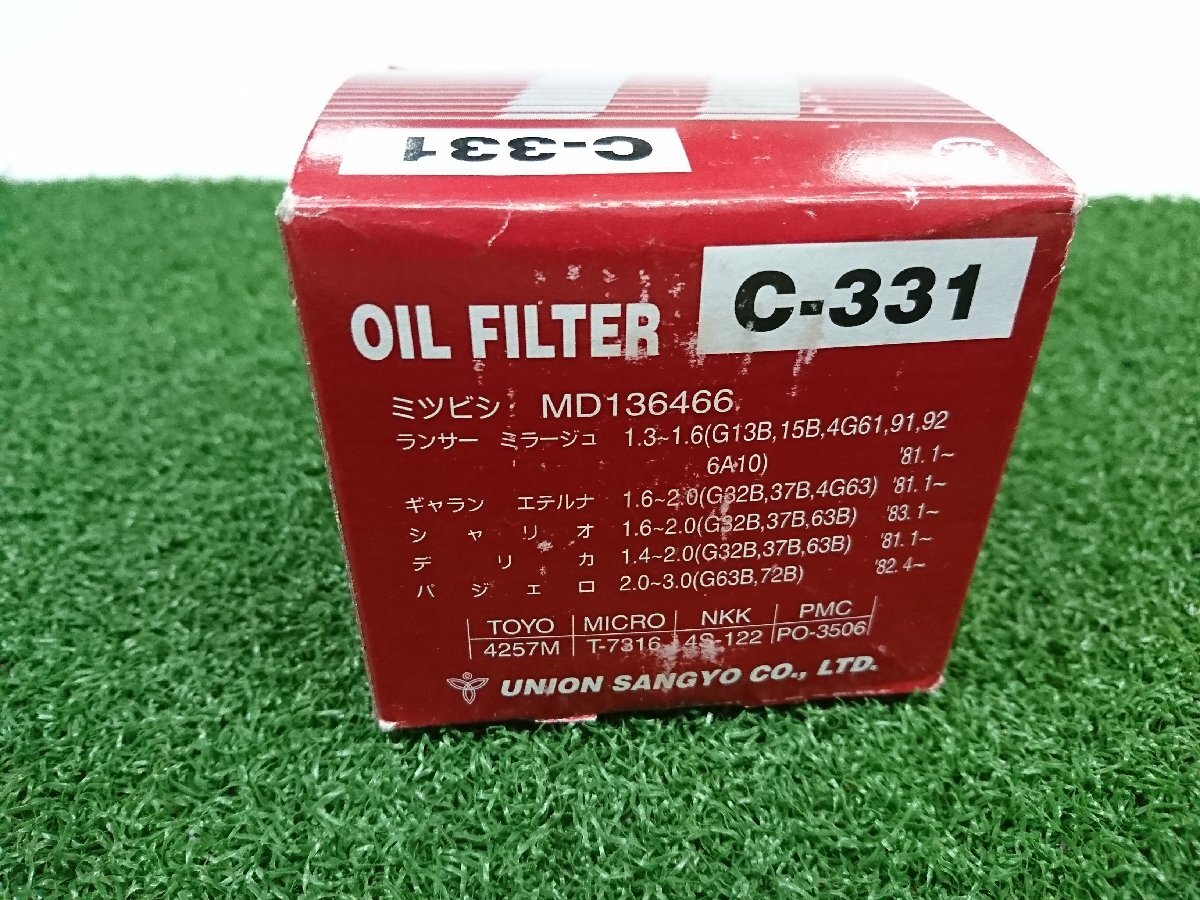 C-331
OIL FILTER C-331
ミツビシ MD136466
ランサー ミラージュ 1.3~1.6(G13B,15B,4G61,91,92
6A10) '81.1~
ギャラン エテルナ 1.6~2.0(G32B,37B,4G63) '81.1~
シャリオ 1.6~2.0(G32B,37B,63B) '83.1~
デリカ 1.4~2.0(G32B,37B,63B) '81.1~
パジェロ 2.0~3.0(G63B,72B) '82.4~
TOYO MICRO NKK PMC
4257M T-7316 4S-122 PO-3506
UNION SANGYO CO., LTD.